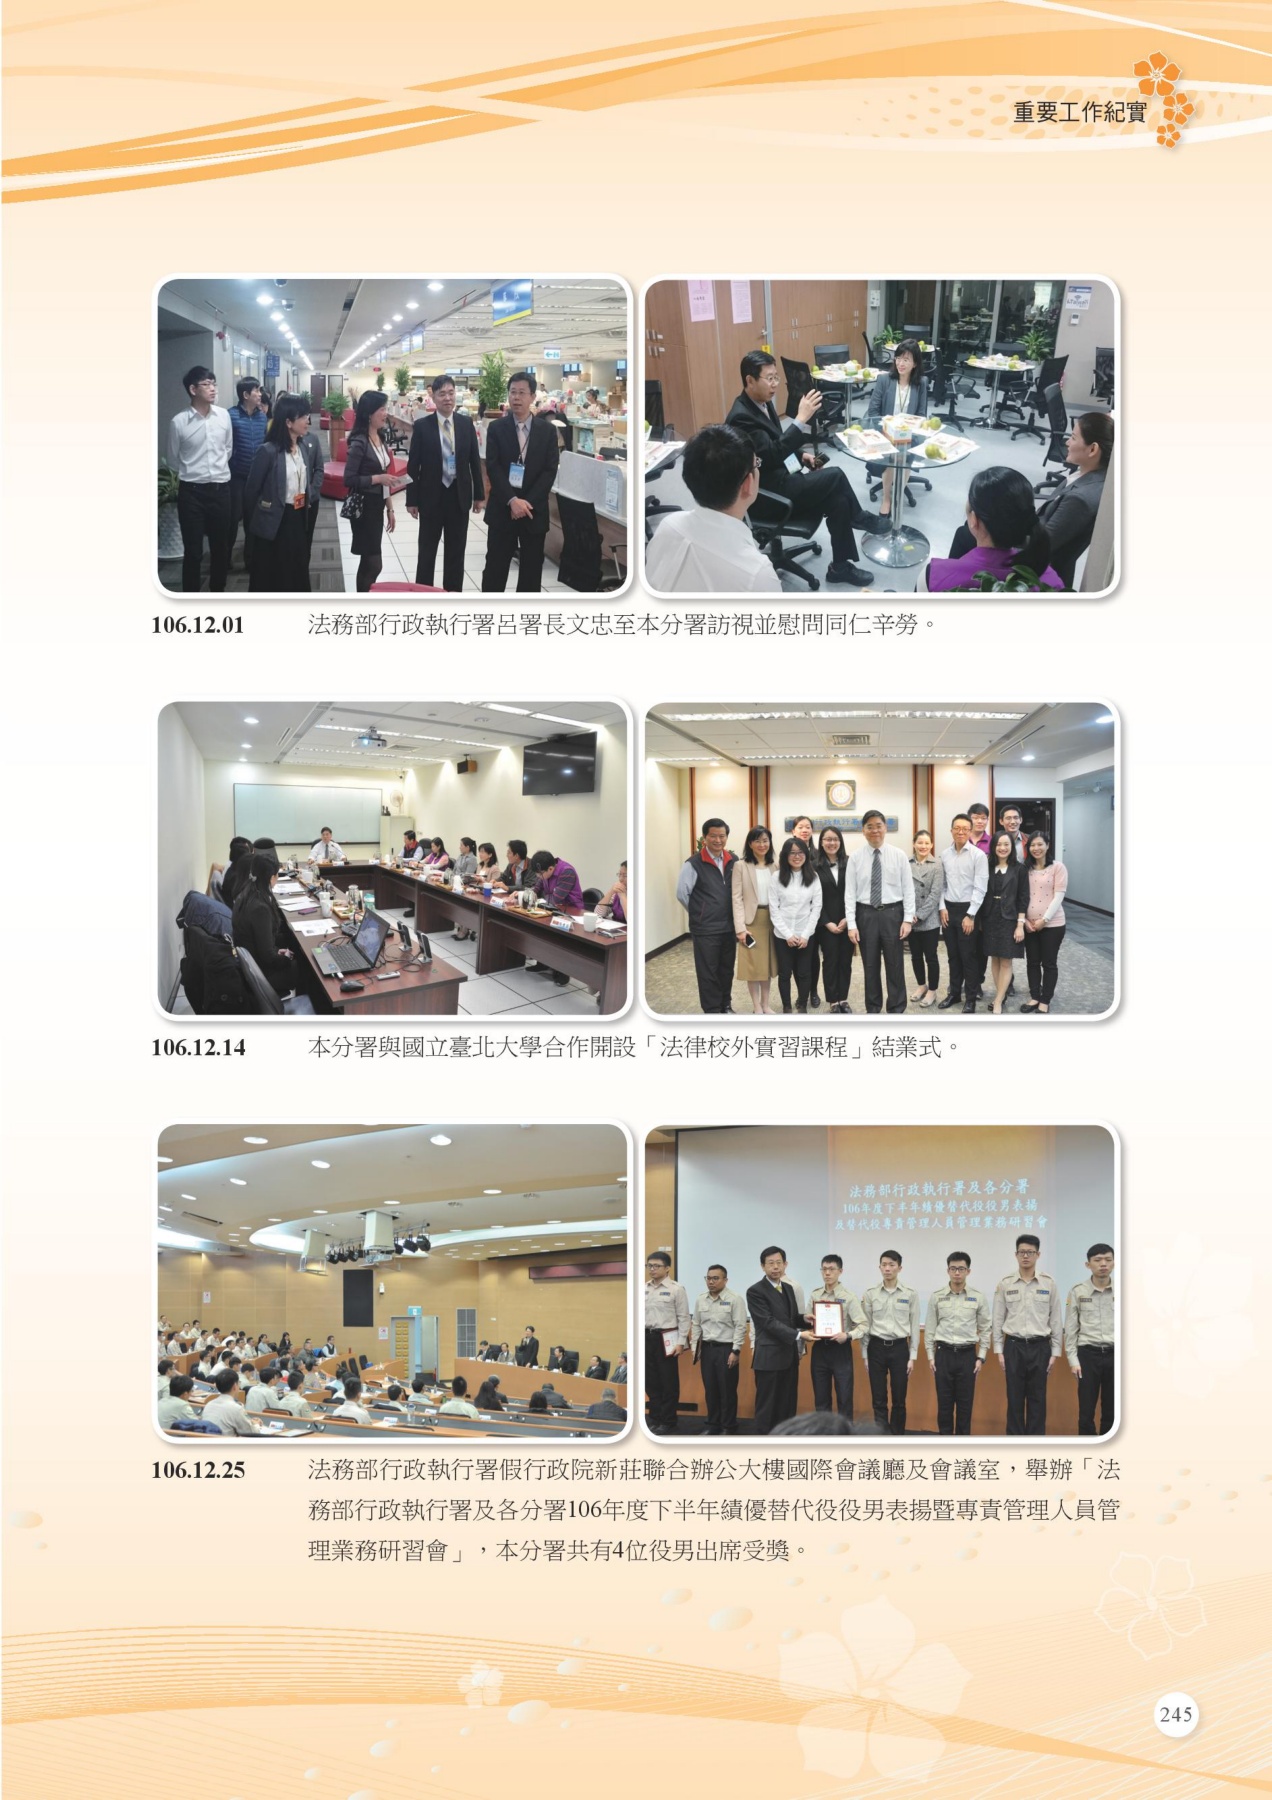 重要工作紀實
106.12.01 法務部行政執行署呂署長文忠至本分署訪視並慰問同仁辛勞。
106.12.14 本分署與國立臺北大學合作開設「法律校外實習課程」結業式。
法務部行政執行署及各分署
106年度下半年績優替代役役男表揚
及替代役專責管理人員管理業務研習會
106.12.25 法務部行政執行署假行政院新莊聯合辦公大樓國際會議廳及會議室，舉辦「法
務部行政執行署及各分署106年度下半年績優替代役役男表揚暨專責管理人員管
理業務研習會」，本分署共有4位役男出席受獎。
245